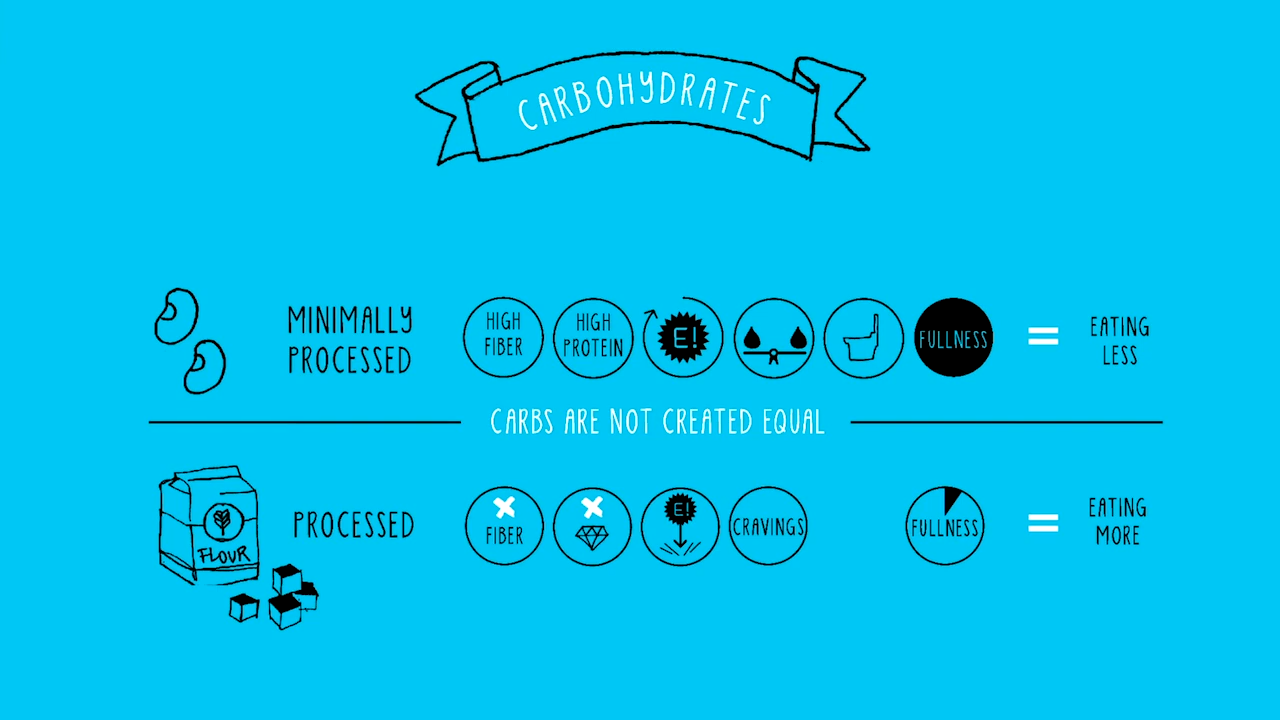 CARBOHYDRATES
MINIMALLY
PROCESSED
HIGH
FIBER
HIGH
PROTEIN
E!
FULLNESS
=
EATING
LESS
CARBS ARE NOT CREATED EQUAL
FLOUR
PROCESSED
FIBER
E!
CRAVINGS
FULLNESS
=
EATING
MORE